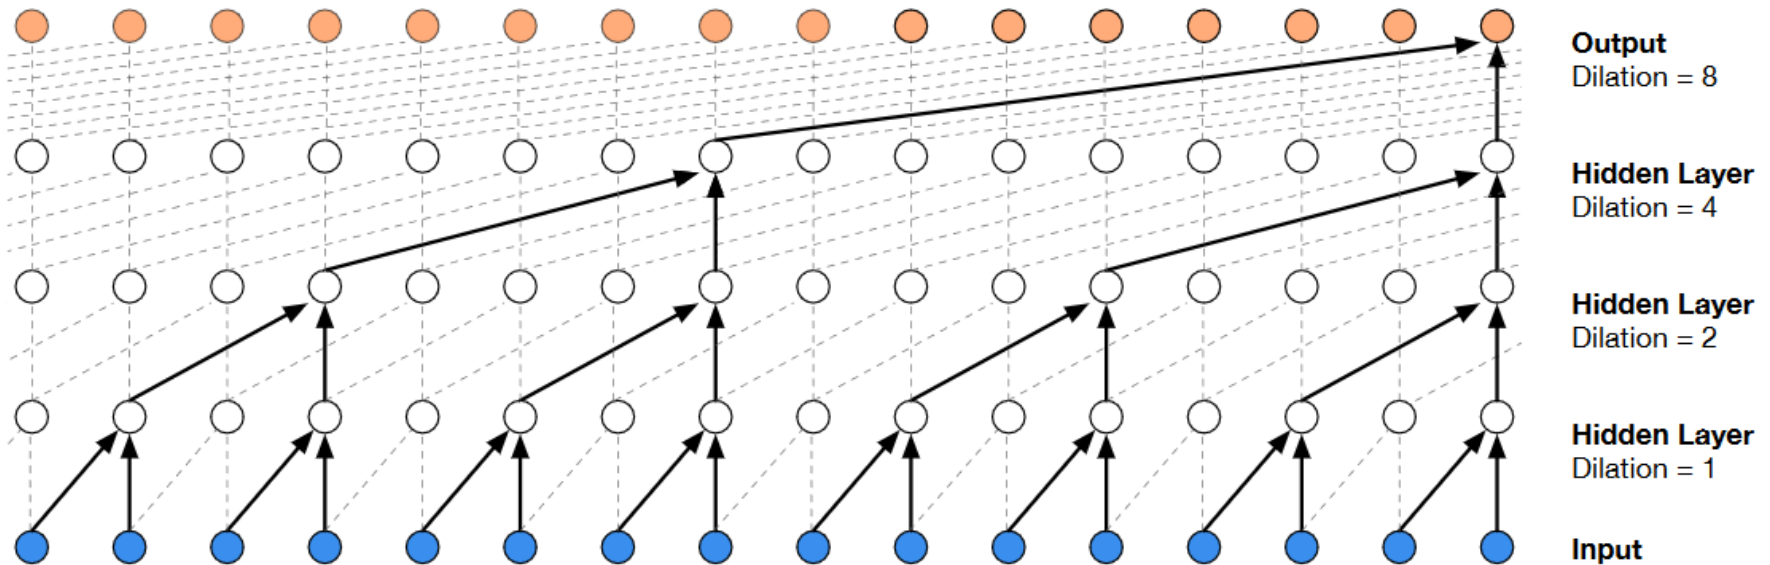 Output
Dilation = 8
Hidden Layer
Dilation = 4
Hidden Layer
Dilation = 2
Hidden Layer
Dilation = 1
Input